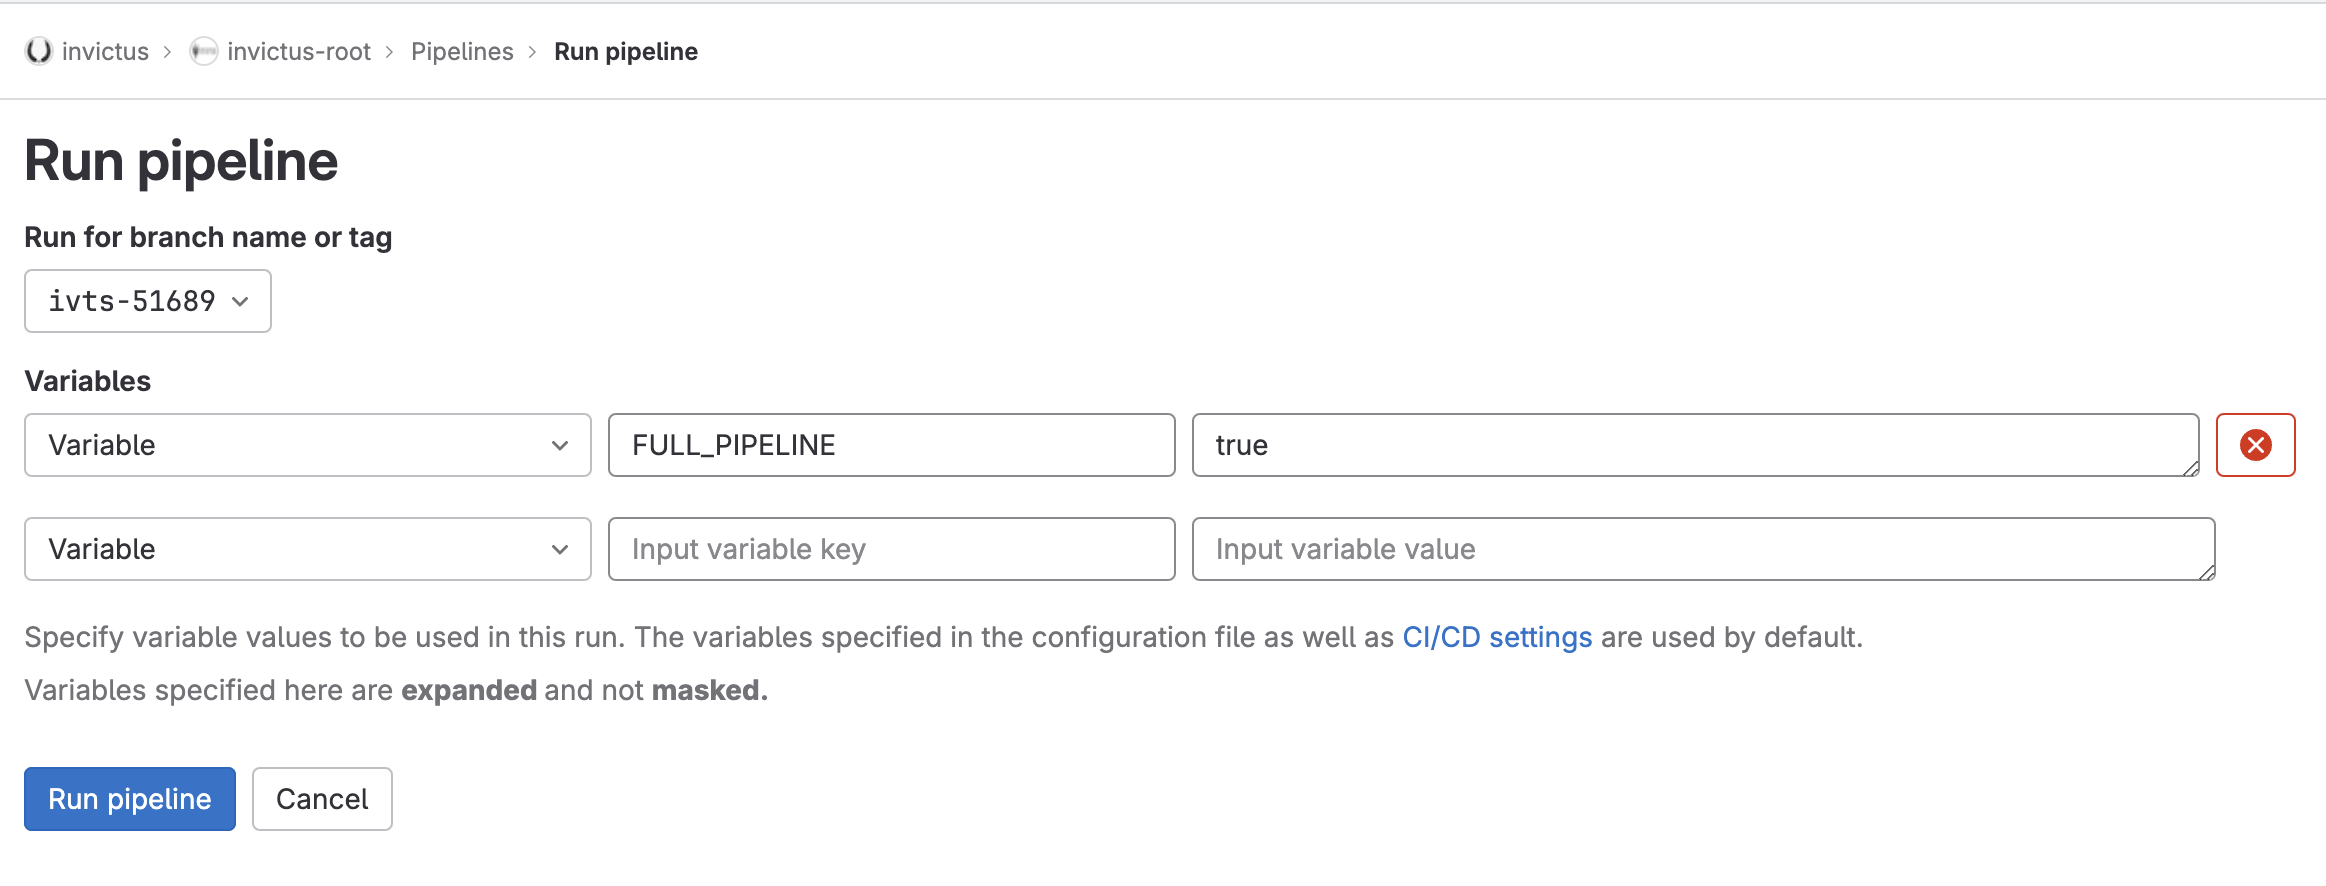 invictus > invictus-root > Pipelines > Run pipeline
Run pipeline
Run for branch name or tag
ivts-51689
Variables
Variable FULL_PIPELINE true
Variable Input variable key Input variable value
Specify variable values to be used in this run. The variables specified in the configuration file as well as CI/CD settings are used by default.
Variables specified here are expanded and not masked.
Run pipeline Cancel